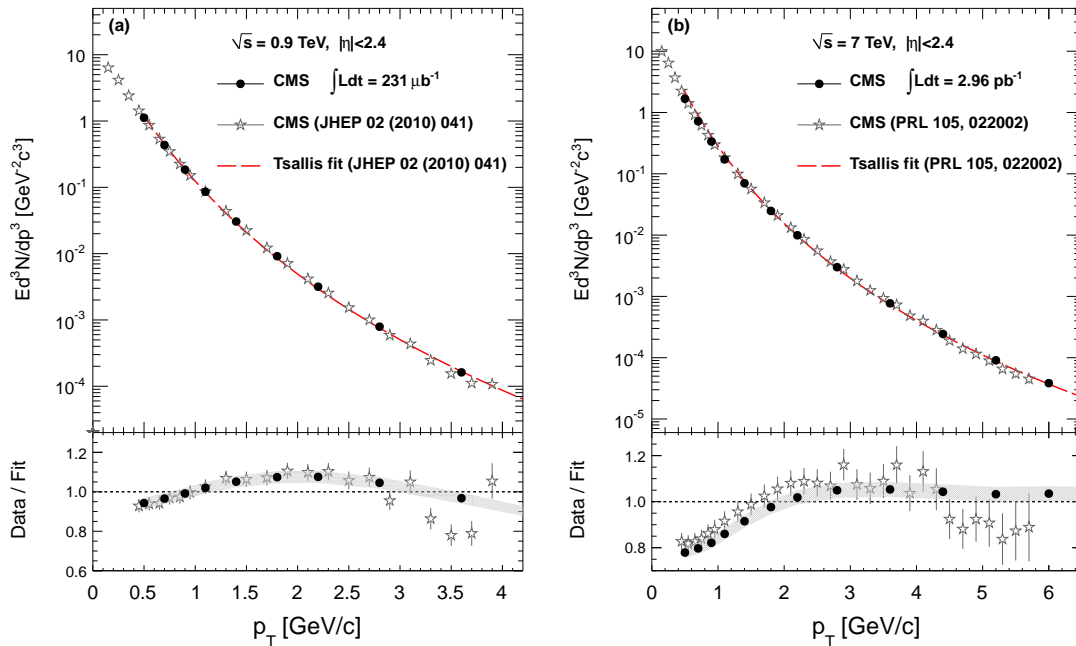 (a)
√s = 0.9 TeV, |η|<2.4
CMS ∫Ldt = 231 μb⁻¹
CMS (JHEP 02 (2010) 041)
Tsallis fit (JHEP 02 (2010) 041)
Ed³N/dp³ [GeV⁻²c³]
10
1
10⁻¹
10⁻²
10⁻³
10⁻⁴
Data / Fit
1.2
1.0
0.8
0.6
0 0.5 1 1.5 2 2.5 3 3.5 4
p_T [GeV/c]
(b)
√s = 7 TeV, |η|<2.4
CMS ∫Ldt = 2.96 pb⁻¹
CMS (PRL 105, 022002)
Tsallis fit (PRL 105, 022002)
Ed³N/dp³ [GeV⁻²c³]
10
1
10⁻¹
10⁻²
10⁻³
10⁻⁴
10⁻⁵
Data / Fit
1.2
1.0
0.8
0 1 2 3 4 5 6
p_T [GeV/c]